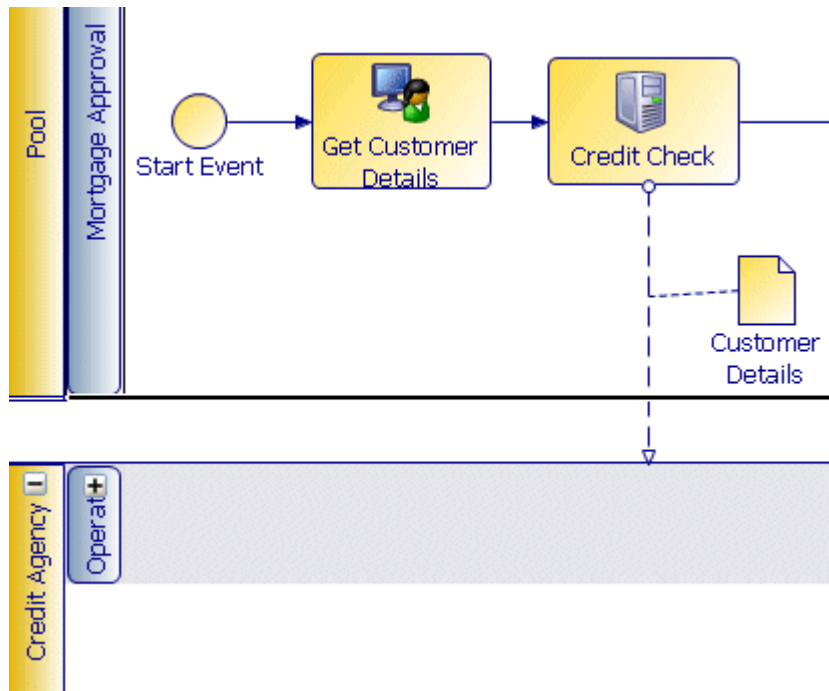 Pool
Mortgage Approval
Start Event
Get Customer
Details
Credit Check
Customer
Details
Credit Agency
Operat